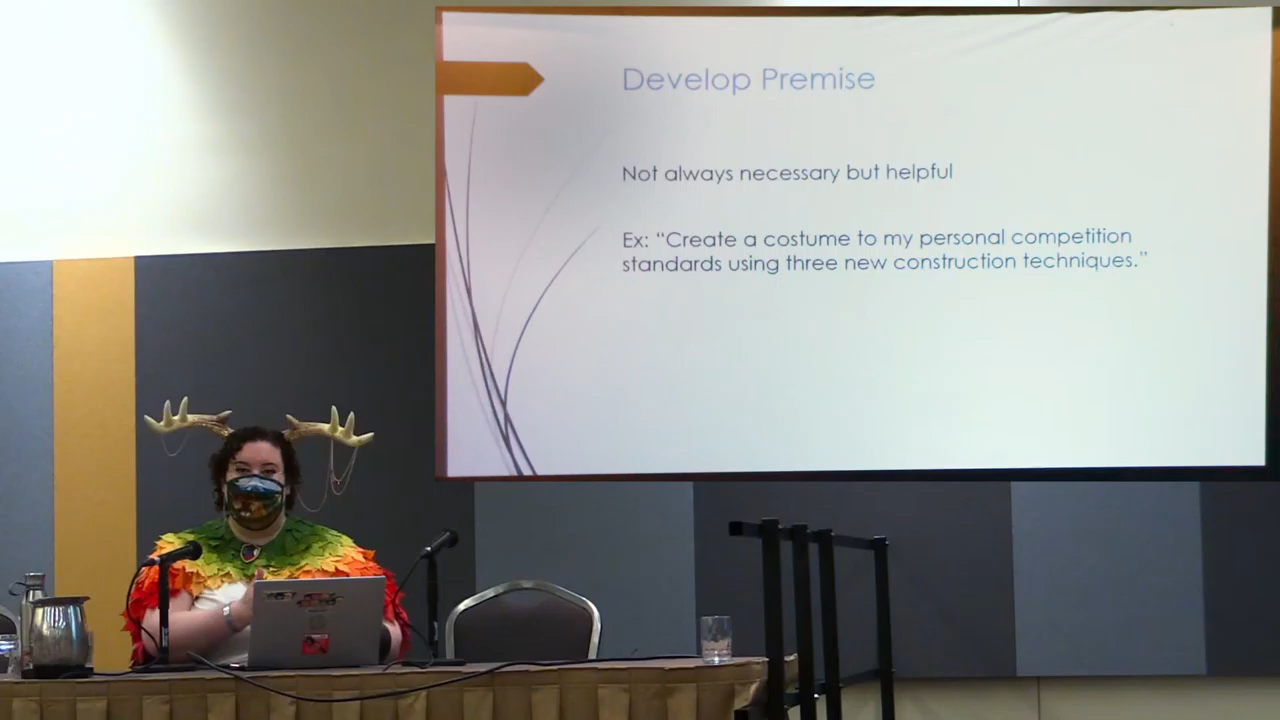 Develop Premise
Not always necessary but helpful
Ex: “Create a costume to my personal competition
standards using three new construction techniques.”